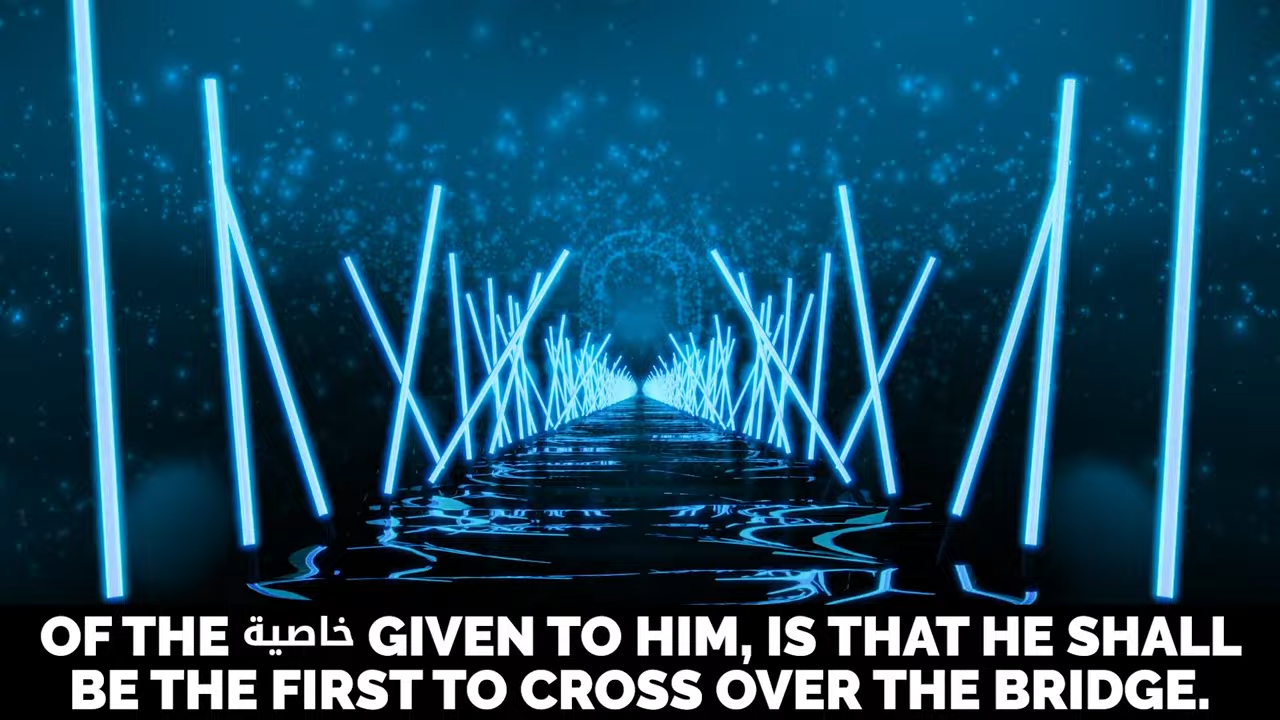 OF THE خاصية GIVEN TO HIM, IS THAT HE SHALL
BE THE FIRST TO CROSS OVER THE BRIDGE.